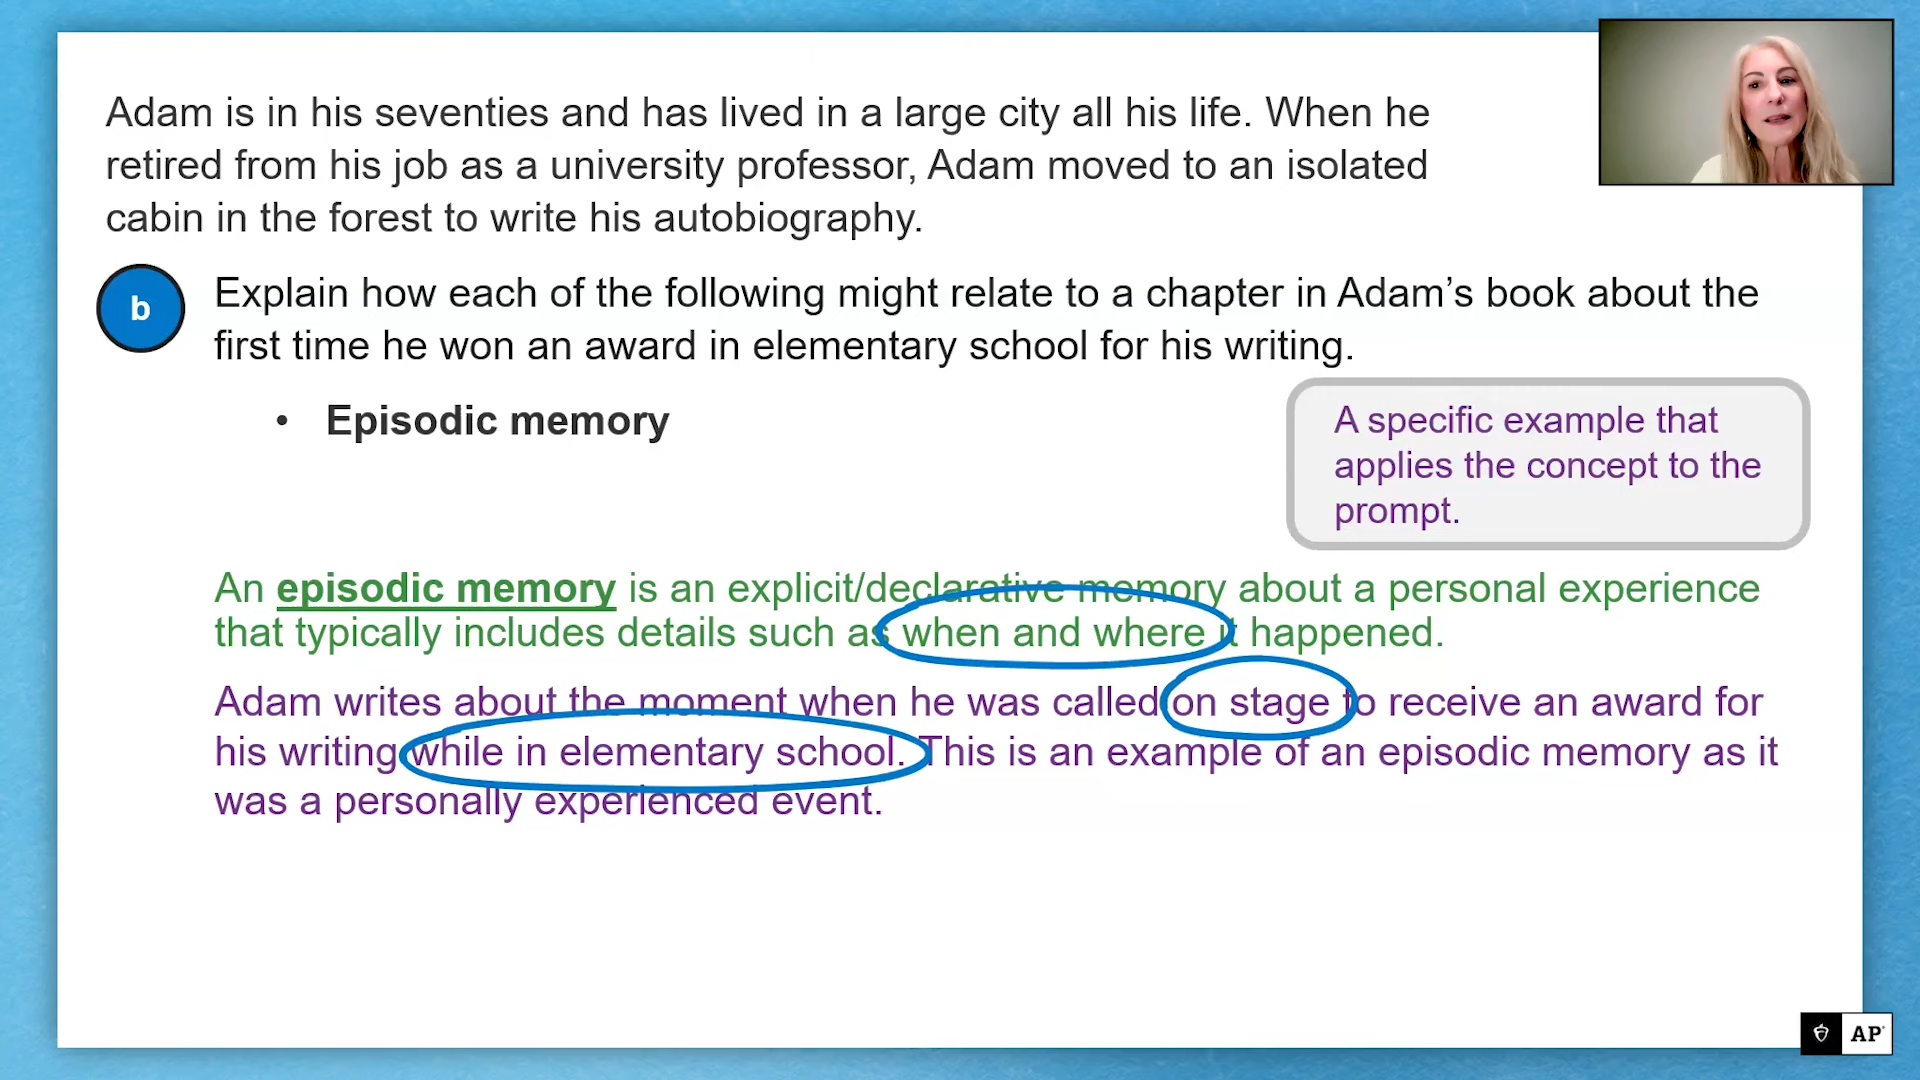 Adam is in his seventies and has lived in a large city all his life. When he
retired from his job as a university professor, Adam moved to an isolated
cabin in the forest to write his autobiography.
b
Explain how each of the following might relate to a chapter in Adam’s book about the
first time he won an award in elementary school for his writing.
• Episodic memory
A specific example that
applies the concept to the
prompt.
An episodic memory is an explicit/declarative memory about a personal experience
that typically includes details such as when and where it happened.
Adam writes about the moment when he was called on stage to receive an award for
his writing while in elementary school. This is an example of an episodic memory as it
was a personally experienced event.
AP